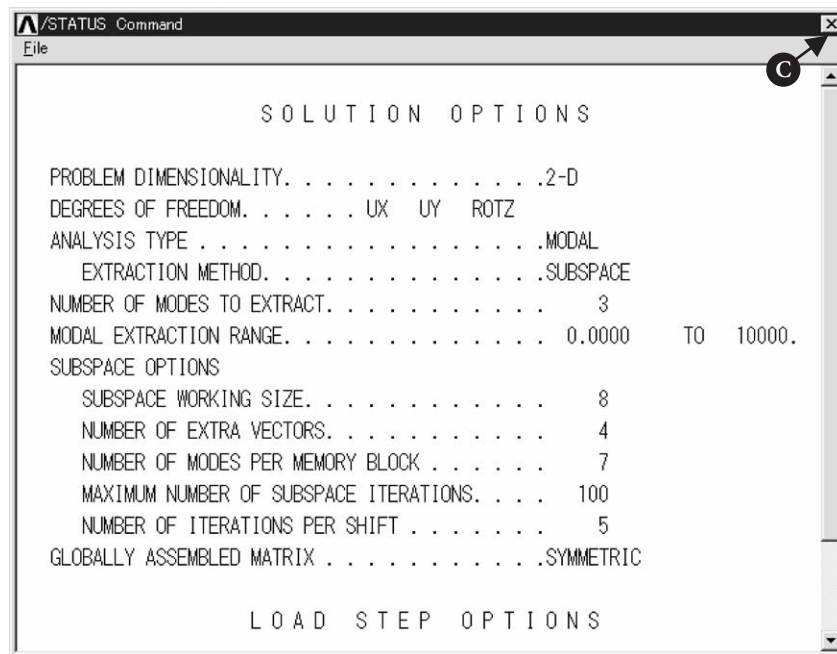 /STATUS Command
File
C
SOLUTION OPTIONS
PROBLEM DIMENSIONALITY. . . . . . . . . . . . .2-D
DEGREES OF FREEDOM. . . . . . UX UY ROTZ
ANALYSIS TYPE . . . . . . . . . . . . . . . . .MODAL
EXTRACTION METHOD. . . . . . . . . . . . . .SUBSPACE
NUMBER OF MODES TO EXTRACT. . . . . . . . . . . 3
MODAL EXTRACTION RANGE. . . . . . . . . . . . . 0.0000 TO 10000.
SUBSPACE OPTIONS
SUBSPACE WORKING SIZE. . . . . . . . . . . . 8
NUMBER OF EXTRA VECTORS. . . . . . . . . . . 4
NUMBER OF MODES PER MEMORY BLOCK . . . . . . 7
MAXIMUM NUMBER OF SUBSPACE ITERATIONS. . . . 100
NUMBER OF ITERATIONS PER SHIFT . . . . . . . 5
GLOBALLY ASSEMBLED MATRIX . . . . . . . . . . .SYMMETRIC
LOAD STEP OPTIONS